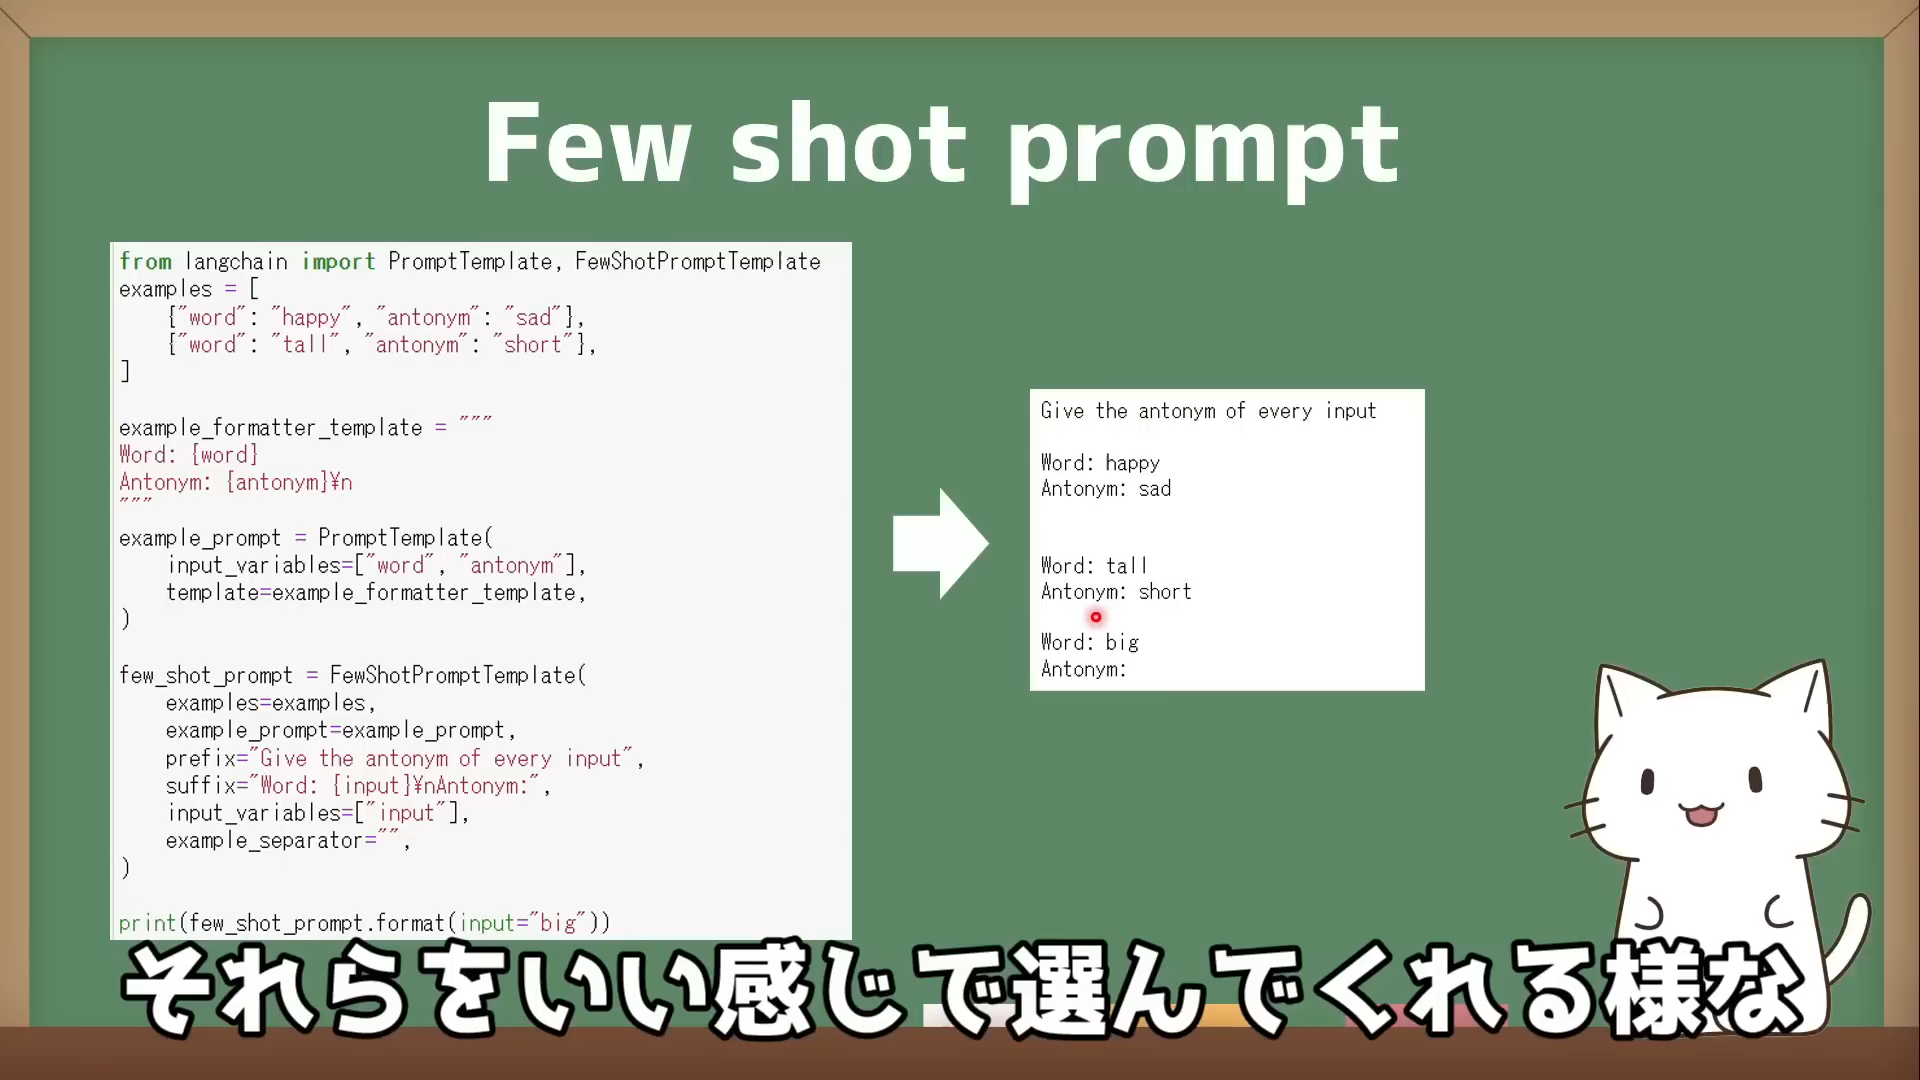 Few shot prompt
from langchain import PromptTemplate, FewShotPromptTemplate
examples = [
    {"word": "happy", "antonym": "sad"},
    {"word": "tall", "antonym": "short"},
]

example_formatter_template = """
Word: {word}
Antonym: {antonym}¥n
"""
example_prompt = PromptTemplate(
    input_variables=["word", "antonym"],
    template=example_formatter_template,
)

few_shot_prompt = FewShotPromptTemplate(
    examples=examples,
    example_prompt=example_prompt,
    prefix="Give the antonym of every input",
    suffix="Word: {input}¥nAntonym:",
    input_variables=["input"],
    example_separator="",
)

print(few_shot_prompt.format(input="big"))
Give the antonym of every input

Word: happy
Antonym: sad

Word: tall
Antonym: short

Word: big
Antonym:
それらをいい感じで選んでくれる様な